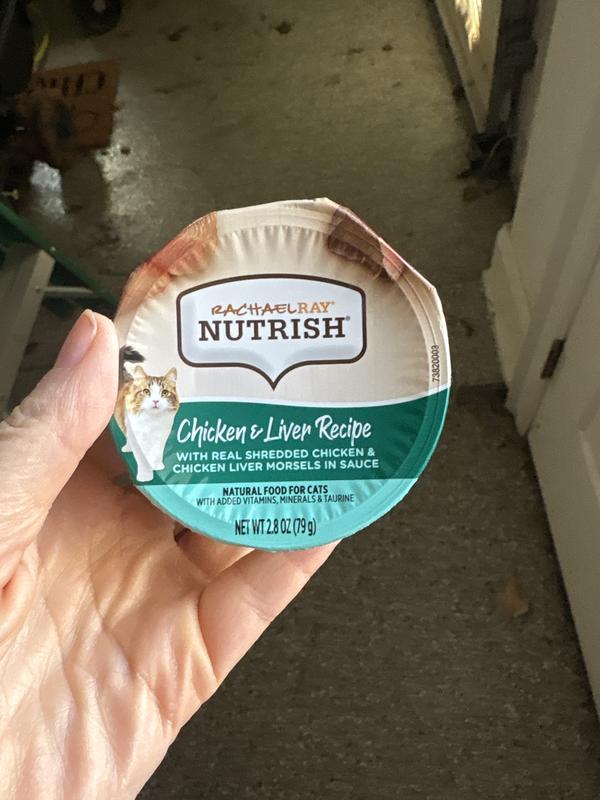 RACHAELRAY®
NUTRISH®
73820003
Chicken & Liver Recipe
WITH REAL SHREDDED CHICKEN &
CHICKEN LIVER MORSELS IN SAUCE
NATURAL FOOD FOR CATS
WITH ADDED VITAMINS, MINERALS & TAURINE
NET WT 2.8 OZ (79 g)